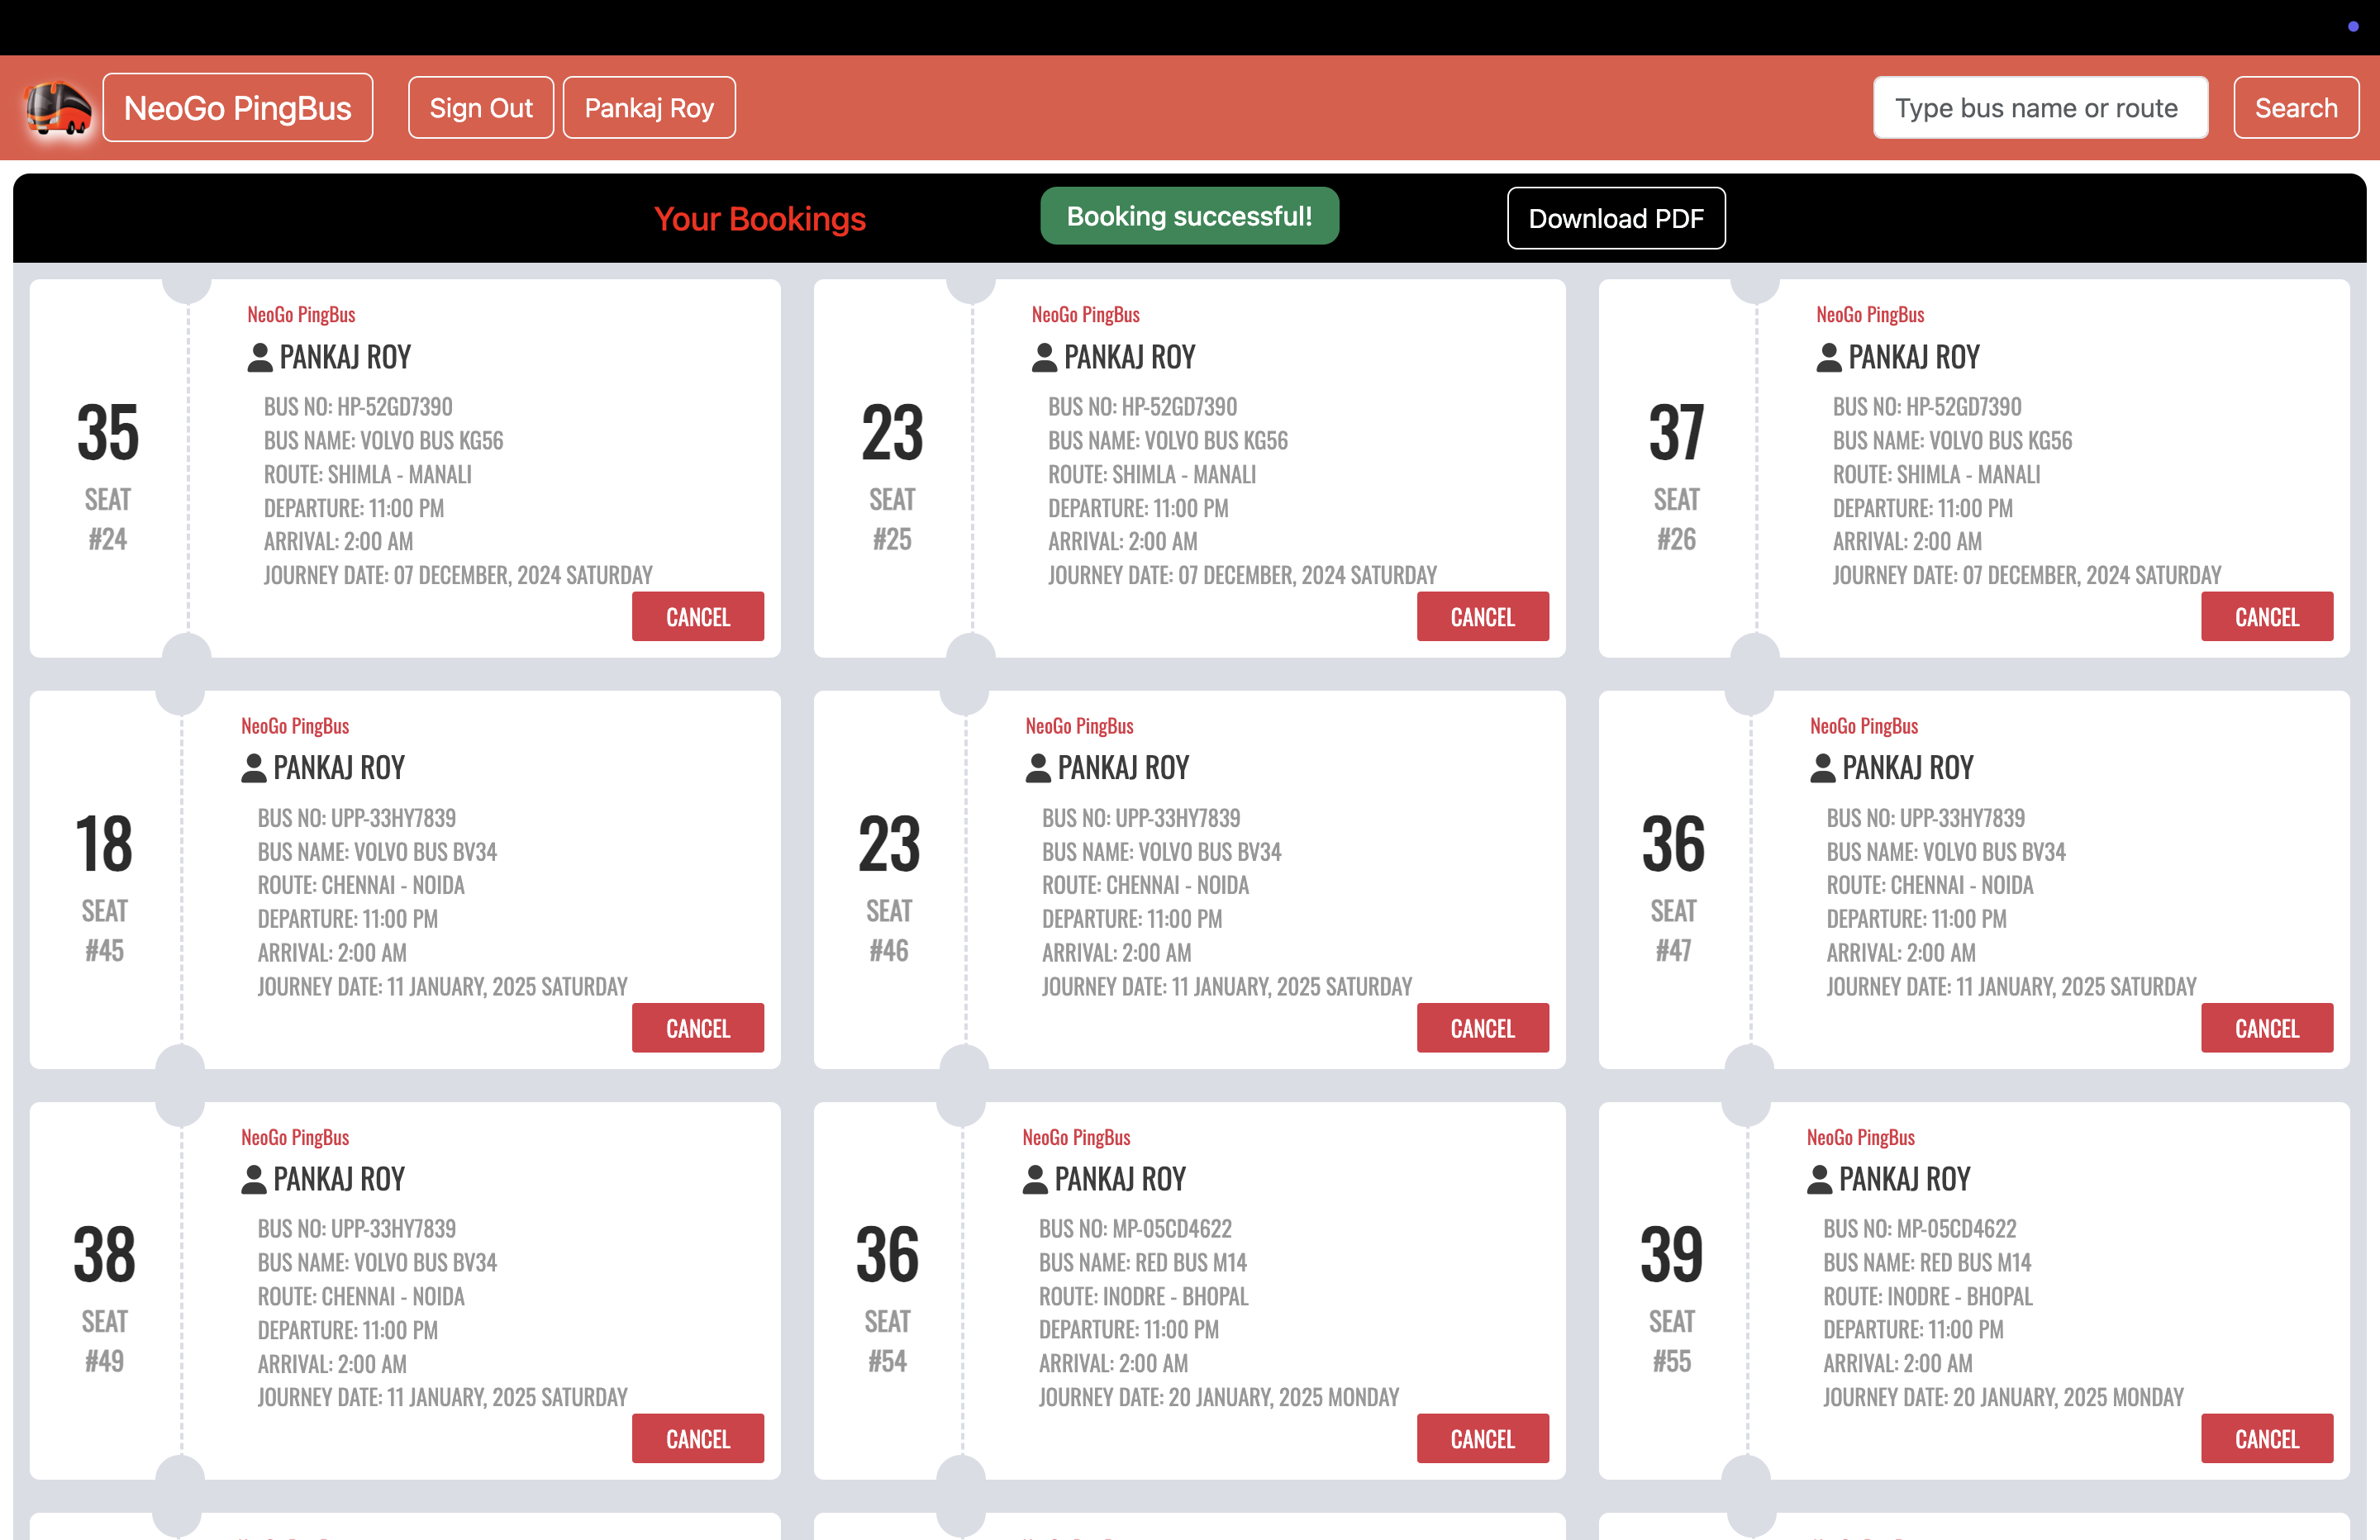 NeoGo PingBus
Sign Out
Pankaj Roy
Type bus name or route
Search
Your Bookings
Booking successful!
Download PDF
35
SEAT
#24
NeoGo PingBus
PANKAJ ROY
BUS NO: HP-52GD7390
BUS NAME: VOLVO BUS KG56
ROUTE: SHIMLA - MANALI
DEPARTURE: 11:00 PM
ARRIVAL: 2:00 AM
JOURNEY DATE: 07 DECEMBER, 2024 SATURDAY
CANCEL
23
SEAT
#25
NeoGo PingBus
PANKAJ ROY
BUS NO: HP-52GD7390
BUS NAME: VOLVO BUS KG56
ROUTE: SHIMLA - MANALI
DEPARTURE: 11:00 PM
ARRIVAL: 2:00 AM
JOURNEY DATE: 07 DECEMBER, 2024 SATURDAY
CANCEL
37
SEAT
#26
NeoGo PingBus
PANKAJ ROY
BUS NO: HP-52GD7390
BUS NAME: VOLVO BUS KG56
ROUTE: SHIMLA - MANALI
DEPARTURE: 11:00 PM
ARRIVAL: 2:00 AM
JOURNEY DATE: 07 DECEMBER, 2024 SATURDAY
CANCEL
18
SEAT
#45
NeoGo PingBus
PANKAJ ROY
BUS NO: UPP-33HY7839
BUS NAME: VOLVO BUS BV34
ROUTE: CHENNAI - NOIDA
DEPARTURE: 11:00 PM
ARRIVAL: 2:00 AM
JOURNEY DATE: 11 JANUARY, 2025 SATURDAY
CANCEL
23
SEAT
#46
NeoGo PingBus
PANKAJ ROY
BUS NO: UPP-33HY7839
BUS NAME: VOLVO BUS BV34
ROUTE: CHENNAI - NOIDA
DEPARTURE: 11:00 PM
ARRIVAL: 2:00 AM
JOURNEY DATE: 11 JANUARY, 2025 SATURDAY
CANCEL
36
SEAT
#47
NeoGo PingBus
PANKAJ ROY
BUS NO: UPP-33HY7839
BUS NAME: VOLVO BUS BV34
ROUTE: CHENNAI - NOIDA
DEPARTURE: 11:00 PM
ARRIVAL: 2:00 AM
JOURNEY DATE: 11 JANUARY, 2025 SATURDAY
CANCEL
38
SEAT
#49
NeoGo PingBus
PANKAJ ROY
BUS NO: UPP-33HY7839
BUS NAME: VOLVO BUS BV34
ROUTE: CHENNAI - NOIDA
DEPARTURE: 11:00 PM
ARRIVAL: 2:00 AM
JOURNEY DATE: 11 JANUARY, 2025 SATURDAY
CANCEL
36
SEAT
#54
NeoGo PingBus
PANKAJ ROY
BUS NO: MP-05CD4622
BUS NAME: RED BUS M14
ROUTE: INODRE - BHOPAL
DEPARTURE: 11:00 PM
ARRIVAL: 2:00 AM
JOURNEY DATE: 20 JANUARY, 2025 MONDAY
CANCEL
39
SEAT
#55
NeoGo PingBus
PANKAJ ROY
BUS NO: MP-05CD4622
BUS NAME: RED BUS M14
ROUTE: INODRE - BHOPAL
DEPARTURE: 11:00 PM
ARRIVAL: 2:00 AM
JOURNEY DATE: 20 JANUARY, 2025 MONDAY
CANCEL